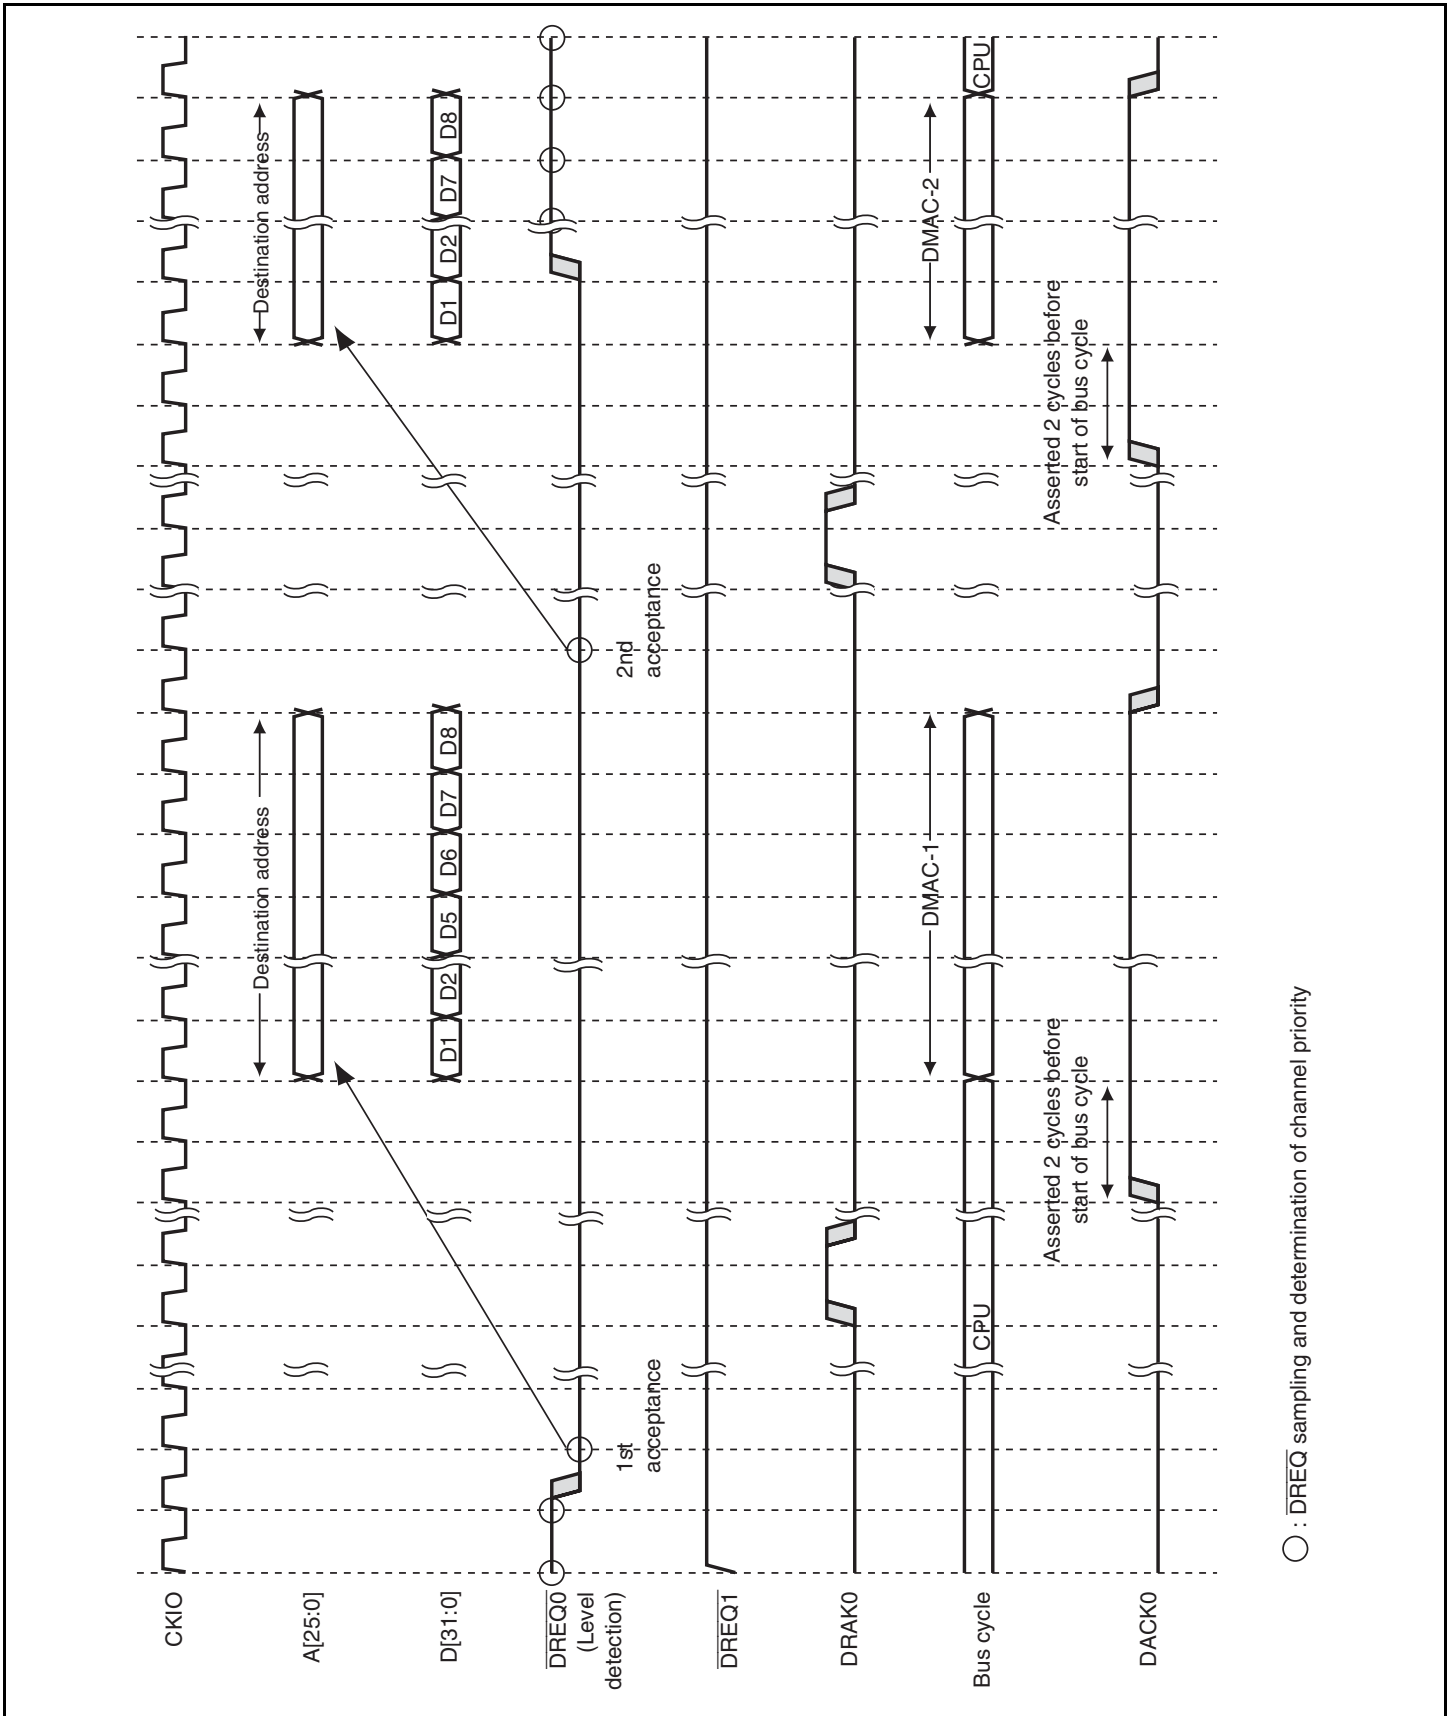 CKIO
A[25:0]
Destination address
Destination address
D[31:0]
D1
D2
D5
D6
D7
D8
D1
D2
D7
D8
DREQ0
(Level
detection)
1st
acceptance
2nd
acceptance
DREQ1
DRAK0
Bus cycle
CPU
DMAC-1
DMAC-2
CPU
Asserted 2 cycles before
start of bus cycle
Asserted 2 cycles before
start of bus cycle
DACK0
: DREQ sampling and determination of channel priority